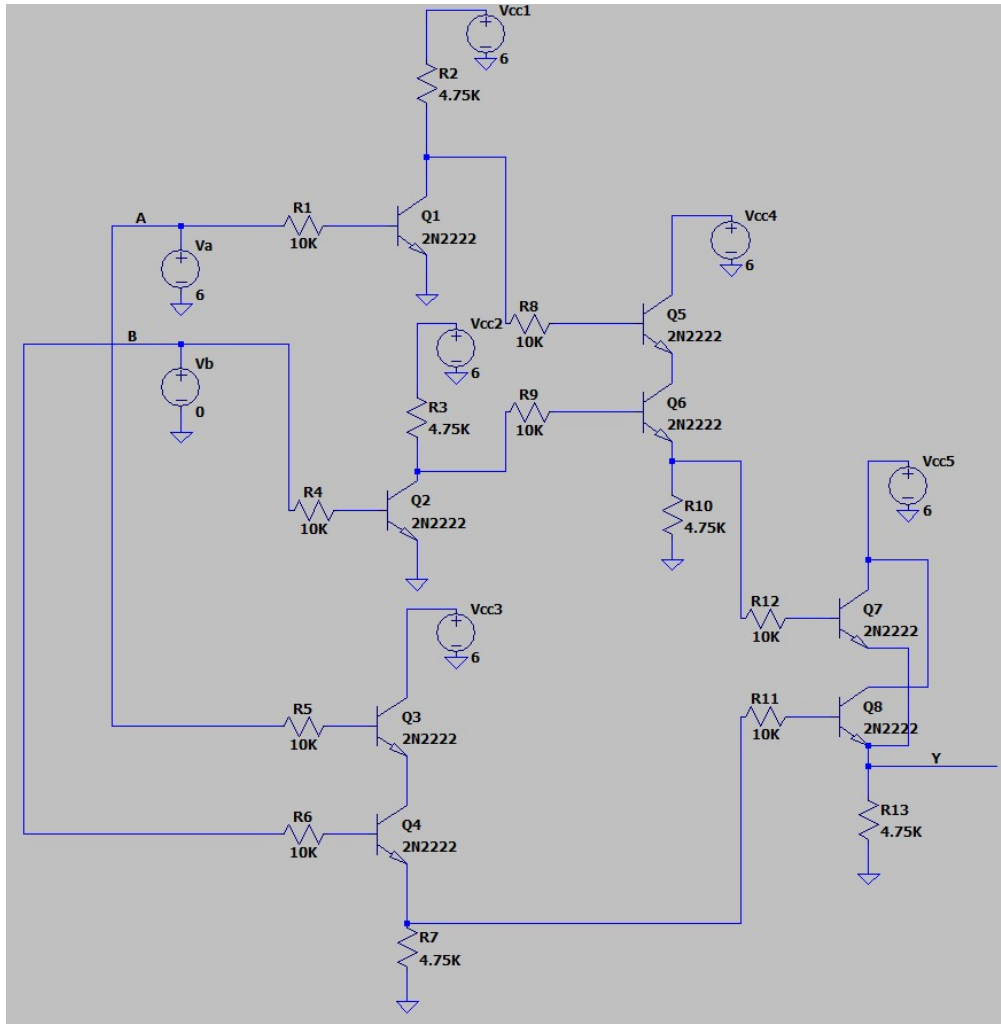 Vcc1
6
R2
4.75K
R1
10K
Q1
2N2222
A
Va
6
Vcc4
6
R8
10K
Q5
2N2222
B
Vb
0
Vcc2
6
R3
4.75K
R9
10K
Q6
2N2222
R4
10K
Q2
2N2222
R10
4.75K
Vcc5
6
Vcc3
6
R12
10K
Q7
2N2222
R5
10K
Q3
2N2222
R11
10K
Q8
2N2222
Y
R6
10K
Q4
2N2222
R13
4.75K
R7
4.75K